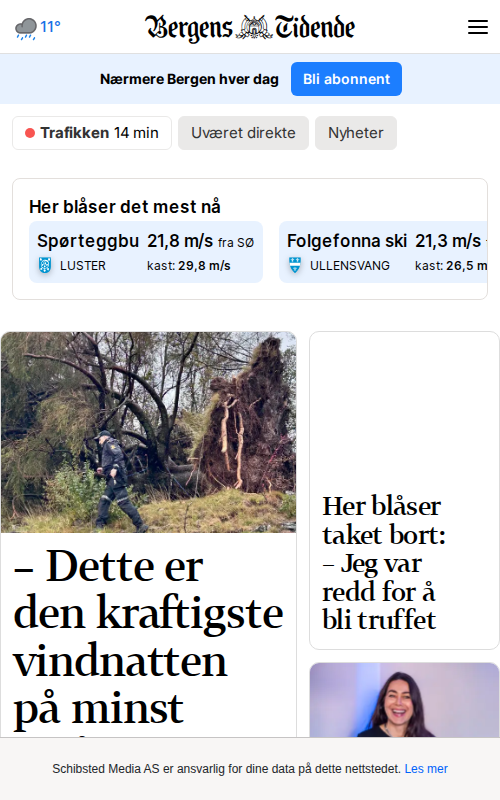 11°
Bergens Tidende
Nærmere Bergen hver dag
Bli abonnent
Trafikken 14 min
Uværet direkte
Nyheter
Her blåser det mest nå
Spørteggbu 21,8 m/s fra SØ
LUSTER kast: 29,8 m/s
Folgefonna ski 21,3 m/s
ULLENSVANG kast: 26,5 m
– Dette er
den kraftigste
vindnatten
på minst
Her blåser
taket bort:
– Jeg var
redd for å
bli truffet
Schibsted Media AS er ansvarlig for dine data på dette nettstedet. Les mer